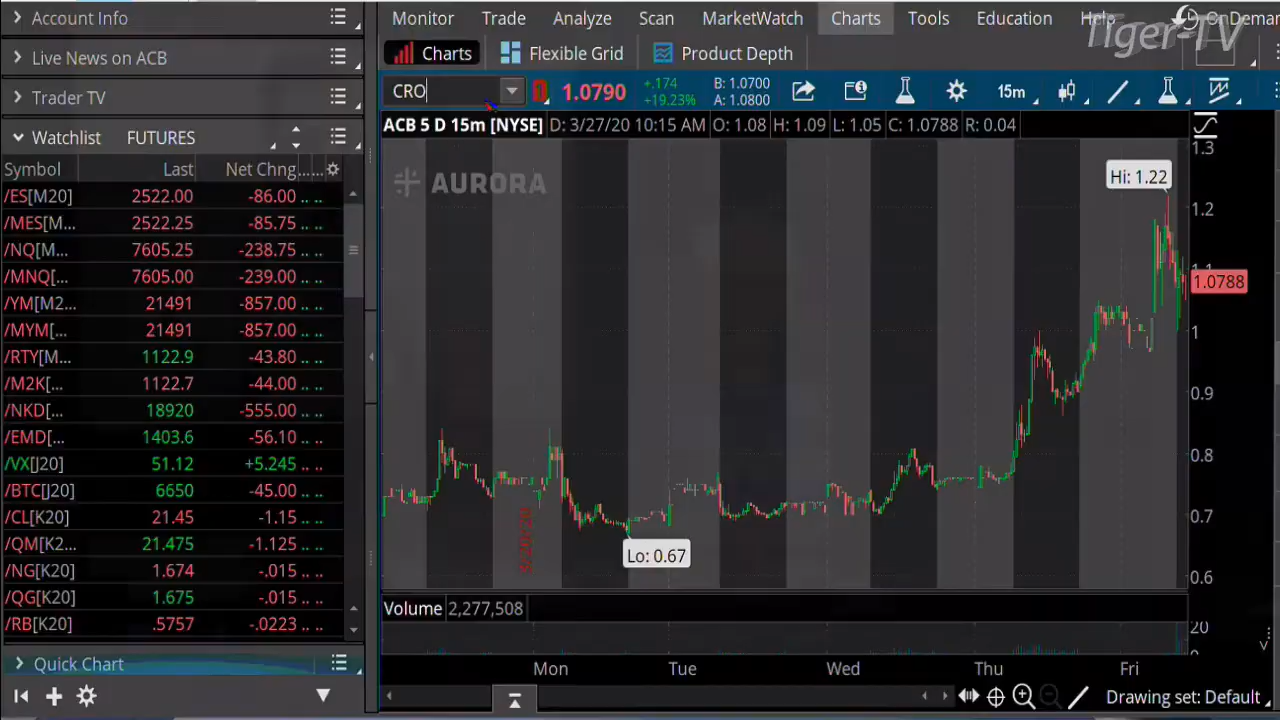 Account Info
Live News on ACB
Trader TV
Watchlist FUTURES
Symbol Last Net Chng... ...
/ES[M20] 2522.00 -86.00 .. ..
/MES[M... 2522.25 -85.75 .. ..
/NQ[M... 7605.25 -238.75 .. ..
/MNQ[... 7605.00 -239.00 .. ..
/YM[M2... 21491 -857.00 .. ..
/MYM[... 21491 -857.00 .. ..
/RTY[M... 1122.9 -43.80 .. ..
/M2K[... 1122.7 -44.00 .. ..
/NKD[... 18920 -555.00 .. ..
/EMD[... 1403.6 -56.10 .. ..
/VX[J20] 51.12 +5.245 .. ..
/BTC[J20] 6650 -45.00 .. ..
/CL[K20] 21.45 -1.15 .. ..
/QM[K2... 21.475 -1.125 .. ..
/NG[K20] 1.674 -.015 .. ..
/QG[K20] 1.675 -.015 .. ..
/RB[K20] .5757 -.0223 .. ..
Quick Chart
Monitor Trade Analyze Scan MarketWatch Charts Tools Education Help OnDeman
Tiger-TV
Charts Flexible Grid Product Depth
CRO 1.0790 +.174 +19.23% B: 1.0700 A: 1.0800 15m
ACB 5 D 15m [NYSE] D: 3/27/20 10:15 AM O: 1.08 H: 1.09 L: 1.05 C: 1.0788 R: 0.04
AURORA
Hi: 1.22
Lo: 0.67
1.3
1.2
1.1
1.0788
1
0.9
0.8
0.7
0.6
Volume 2,277,508
20
0
Mon Tue Wed Thu Fri
Drawing set: Default